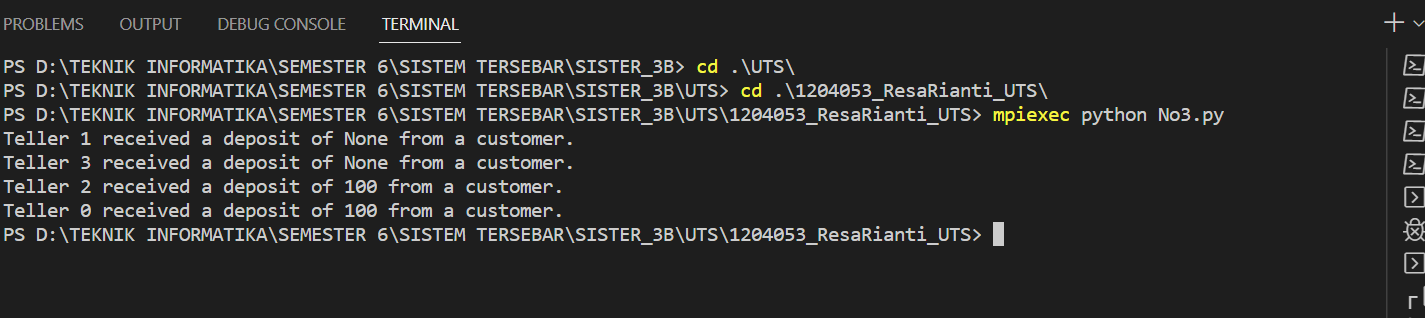 PROBLEMS OUTPUT DEBUG CONSOLE TERMINAL
PS D:\TEKNIK INFORMATIKA\SEMESTER 6\SISTEM TERSEBAR\SISTER_3B> cd .\UTS\
PS D:\TEKNIK INFORMATIKA\SEMESTER 6\SISTEM TERSEBAR\SISTER_3B\UTS> cd .\1204053_ResaRianti_UTS\
PS D:\TEKNIK INFORMATIKA\SEMESTER 6\SISTEM TERSEBAR\SISTER_3B\UTS\1204053_ResaRianti_UTS> mpiexec python No3.py
Teller 1 received a deposit of None from a customer.
Teller 3 received a deposit of None from a customer.
Teller 2 received a deposit of 100 from a customer.
Teller 0 received a deposit of 100 from a customer.
PS D:\TEKNIK INFORMATIKA\SEMESTER 6\SISTEM TERSEBAR\SISTER_3B\UTS\1204053_ResaRianti_UTS>